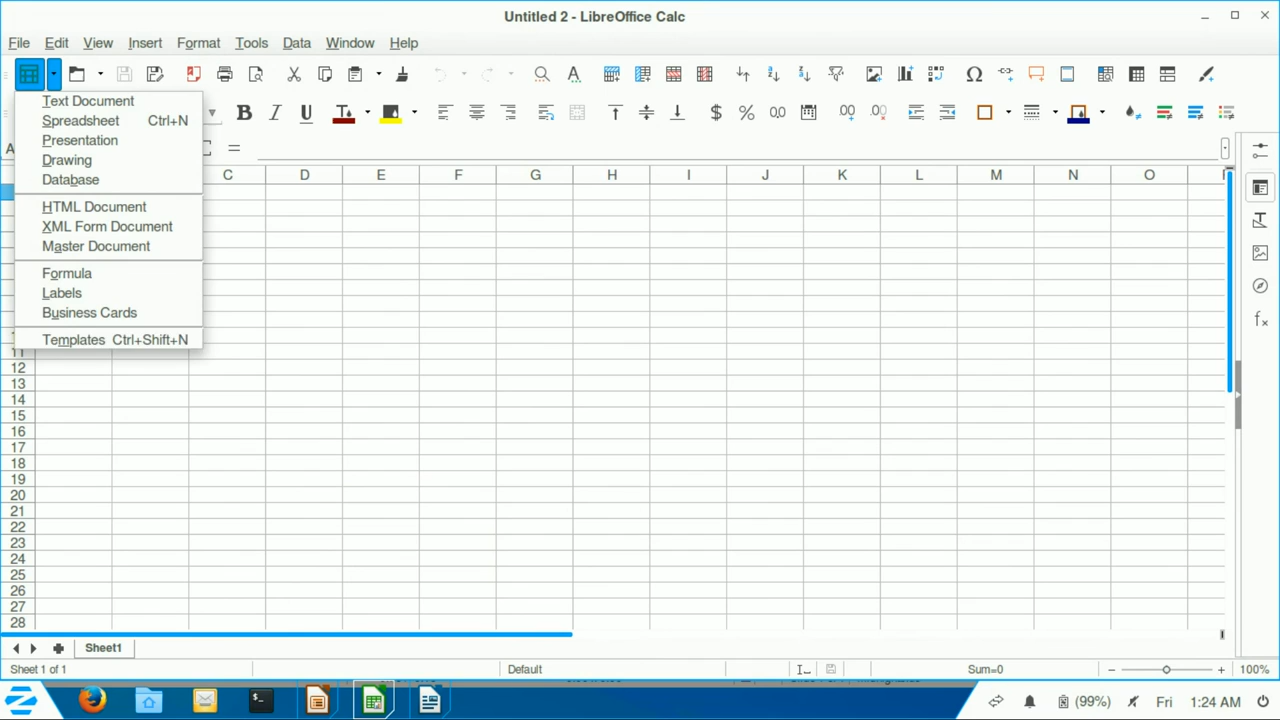 Untitled 2 - LibreOffice Calc
File Edit View Insert Format Tools Data Window Help
Text Document
Spreadsheet Ctrl+N
Presentation
Drawing
Database
HTML Document
XML Form Document
Master Document
Formula
Labels
Business Cards
Templates Ctrl+Shift+N
C D E F G H I J K L M N O
11
12
13
14
15
16
17
18
19
20
21
22
23
24
25
26
27
28
Sheet1
Sheet 1 of 1 Default Sum=0 100%
(99%) Fri 1:24 AM